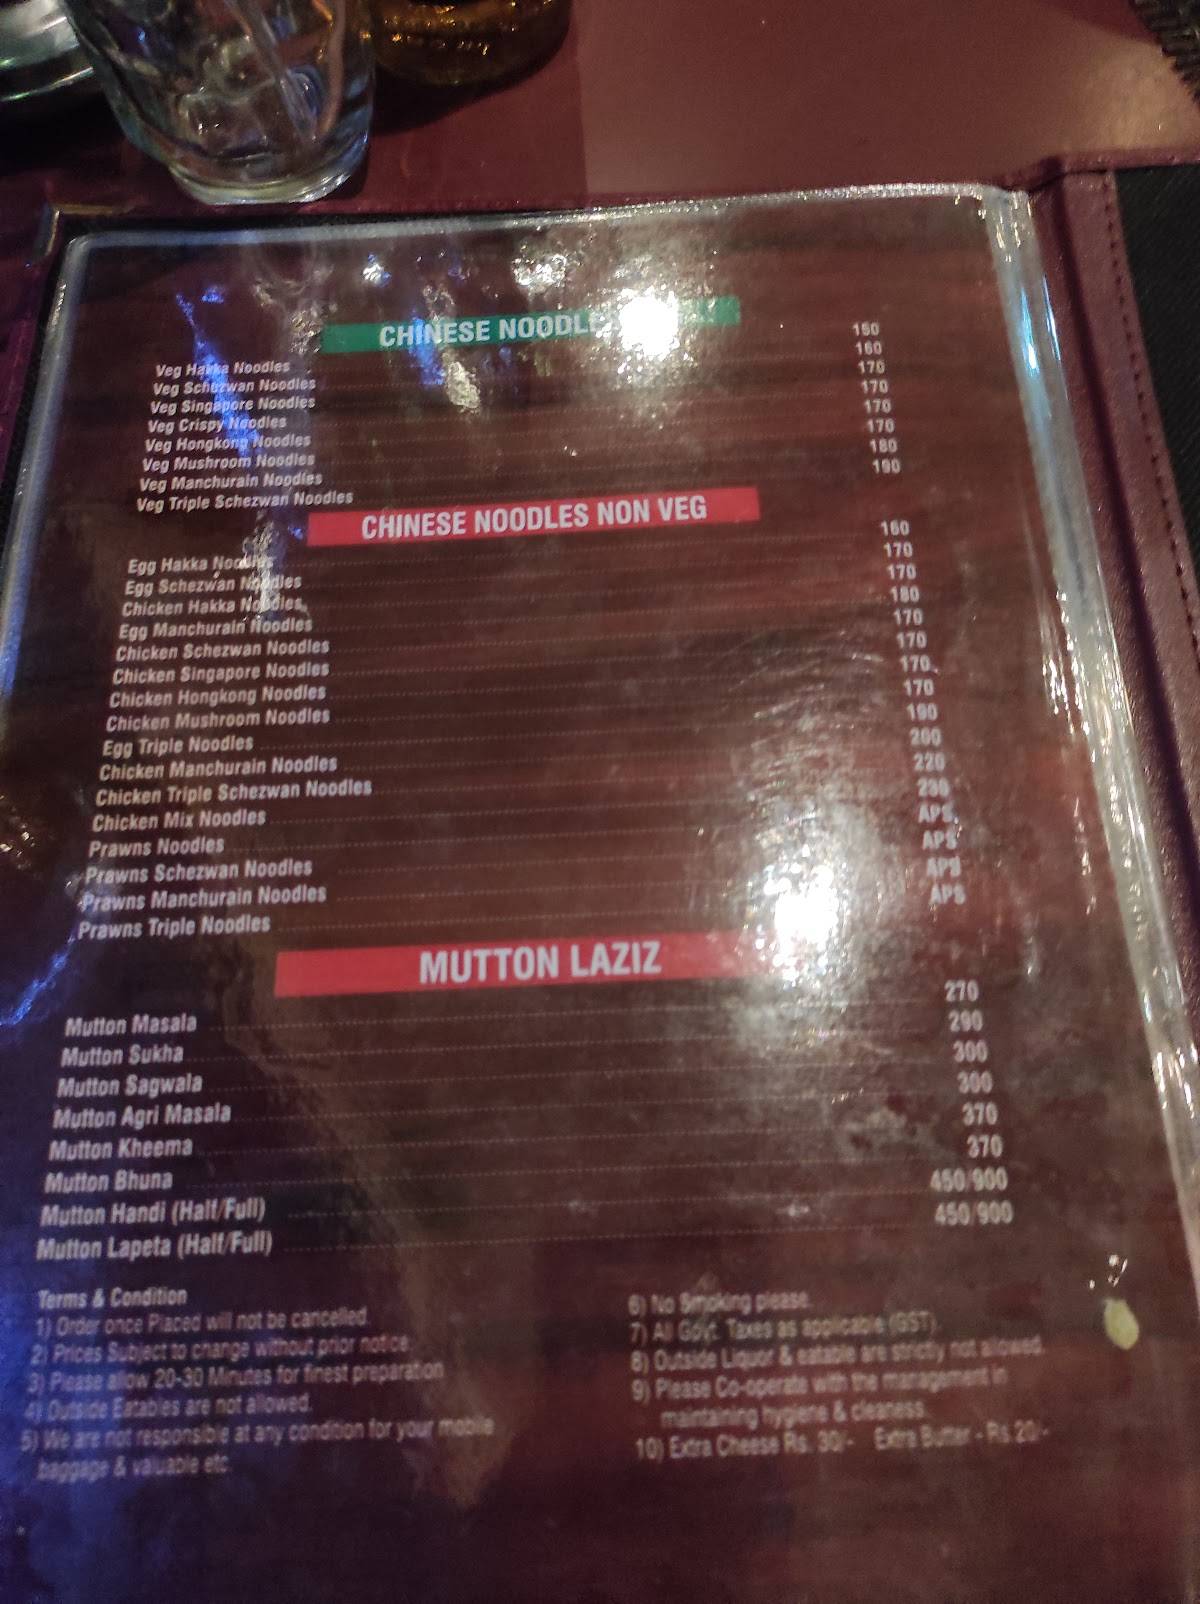 CHINESE NOODL
Veg Hakka Noodles 150
Veg Schezwan Noodles 160
Veg Singapore Noodles 170
Veg Crispy Noodles 170
Veg Hongkong Noodles 170
Veg Mushroom Noodles 170
Veg Manchurain Noodles 180
Veg Triple Schezwan Noodles 190
CHINESE NOODLES NON VEG
Egg Hakka Noodles 160
Egg Schezwan Noodles 170
Chicken Hakka Noodles 170
Egg Manchurain Noodles 180
Chicken Schezwan Noodles 170
Chicken Singapore Noodles 170
Chicken Hongkong Noodles 170
Chicken Mushroom Noodles 170
Egg Triple Noodles 190
Chicken Manchurain Noodles 200
Chicken Triple Schezwan Noodles 220
Chicken Mix Noodles 230
Prawns Noodles APS
Prawns Schezwan Noodles APS
Prawns Manchurain Noodles APS
Prawns Triple Noodles APS
MUTTON LAZIZ
Mutton Masala 270
Mutton Sukha 290
Mutton Sagwala 300
Mutton Agri Masala 300
Mutton Kheema 370
Mutton Bhuna 370
Mutton Handi (Half/Full) 450/900
Mutton Lapeta (Half/Full) 450/900
Terms & Condition
1) Order once Placed will not be cancelled.
2) Prices Subject to change without prior notice.
3) Please allow 20-30 Minutes for finest preparation
4) Outside Eatables are not allowed.
5) We are not responsible at any condition for your mobile
baggage & valuable etc.
6) No Smoking please.
7) All Govt. Taxes as applicable (GST).
8) Outside Liquor & eatable are strictly not allowed.
9) Please Co-operate with the management in
maintaining hygiene & cleaness
10) Extra Cheese Rs. 30/- Extra Butter - Rs.20/-